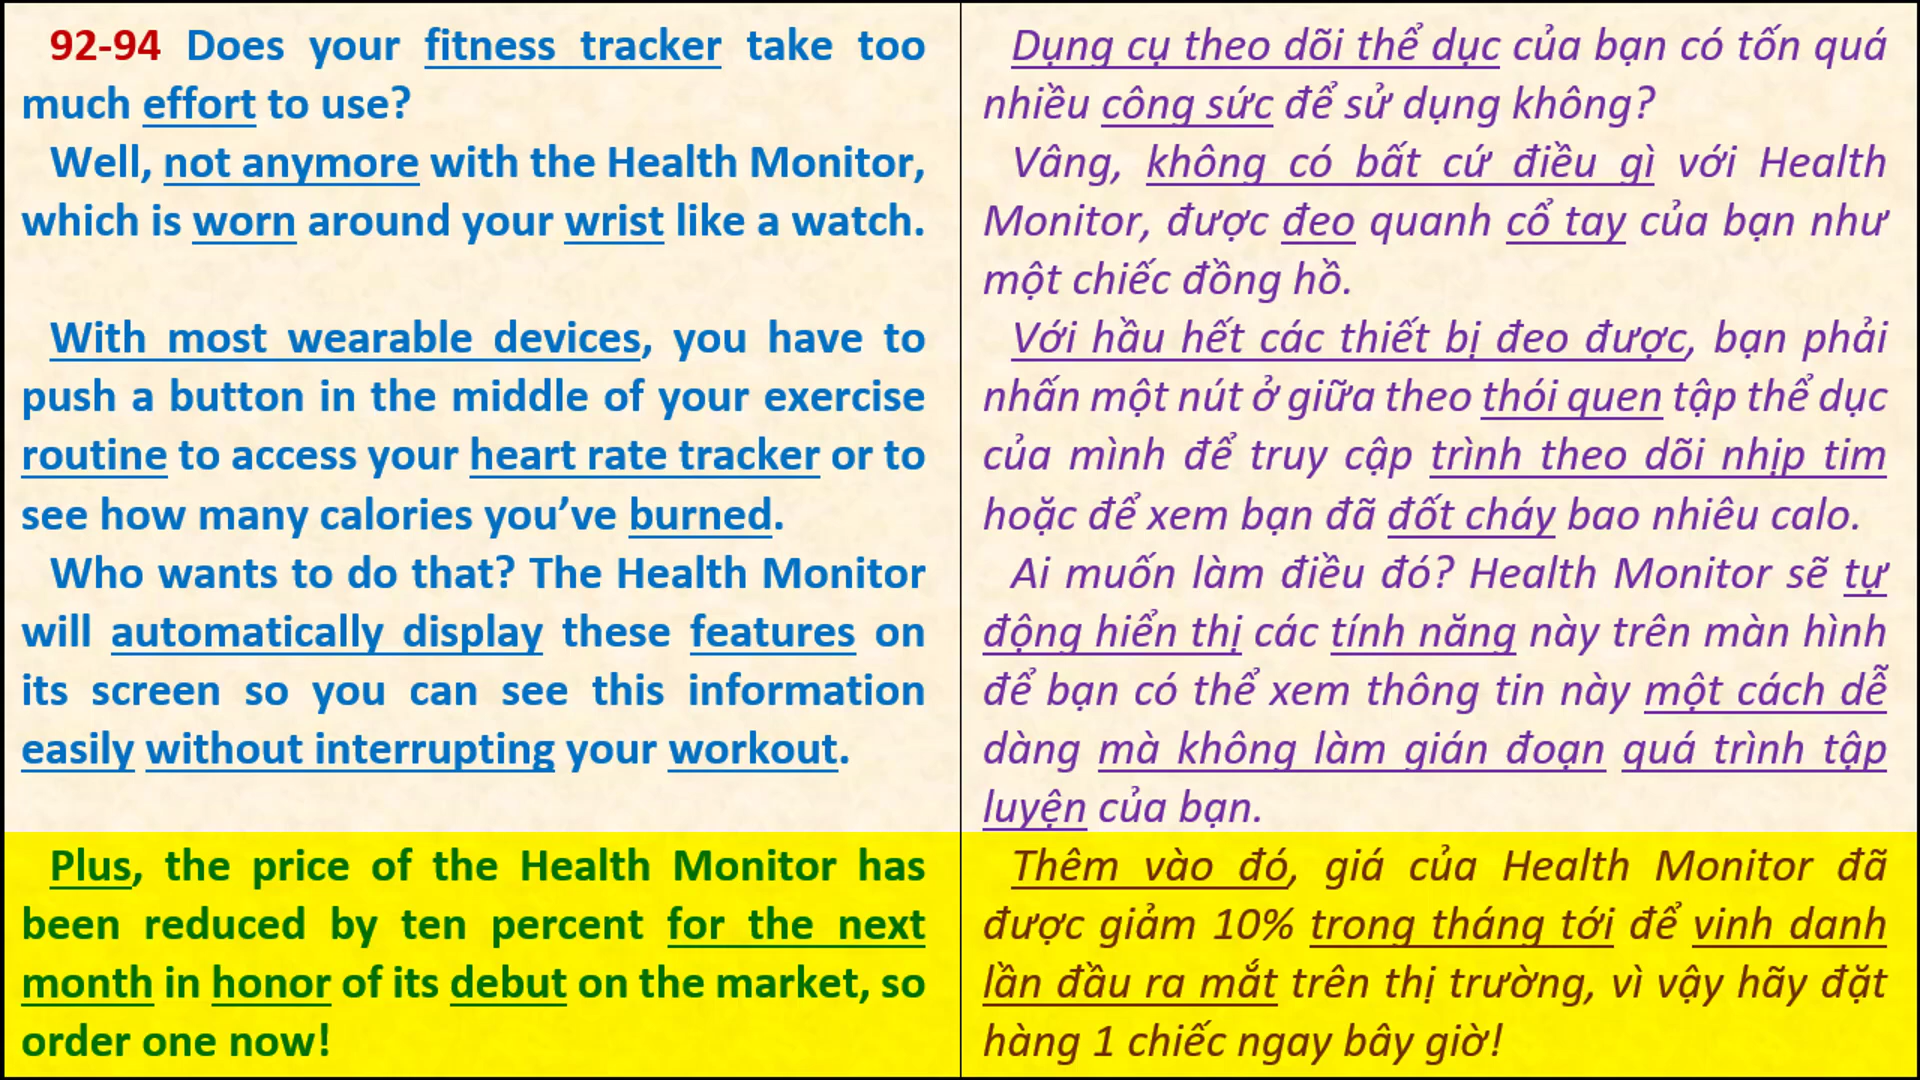 92-94 Does your fitness tracker take too
much effort to use?
Well, not anymore with the Health Monitor,
which is worn around your wrist like a watch.
With most wearable devices, you have to
push a button in the middle of your exercise
routine to access your heart rate tracker or to
see how many calories you’ve burned.
Who wants to do that? The Health Monitor
will automatically display these features on
its screen so you can see this information
easily without interrupting your workout.
Plus, the price of the Health Monitor has
been reduced by ten percent for the next
month in honor of its debut on the market, so
order one now!
Dụng cụ theo dõi thể dục của bạn có tốn quá
nhiều công sức để sử dụng không?
Vâng, không có bất cứ điều gì với Health
Monitor, được đeo quanh cổ tay của bạn như
một chiếc đồng hồ.
Với hầu hết các thiết bị đeo được, bạn phải
nhấn một nút ở giữa theo thói quen tập thể dục
của mình để truy cập trình theo dõi nhịp tim
hoặc để xem bạn đã đốt cháy bao nhiêu calo.
Ai muốn làm điều đó? Health Monitor sẽ tự
động hiển thị các tính năng này trên màn hình
để bạn có thể xem thông tin này một cách dễ
dàng mà không làm gián đoạn quá trình tập
luyện của bạn.
Thêm vào đó, giá của Health Monitor đã
được giảm 10% trong tháng tới để vinh danh
lần đầu ra mắt trên thị trường, vì vậy hãy đặt
hàng 1 chiếc ngay bây giờ!